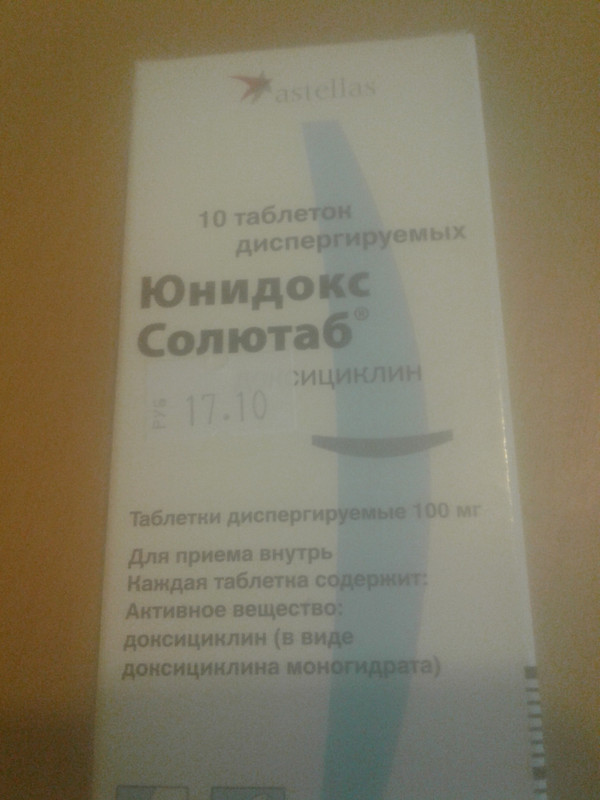 astellas
10 таблеток
диспергируемых
Юнидокс
Солютаб®
РУБ 17.10
Таблетки диспергируемые 100 мг
Для приема внутрь
Каждая таблетка содержит:
Активное вещество:
доксициклин (в виде
доксициклина моногидрата)